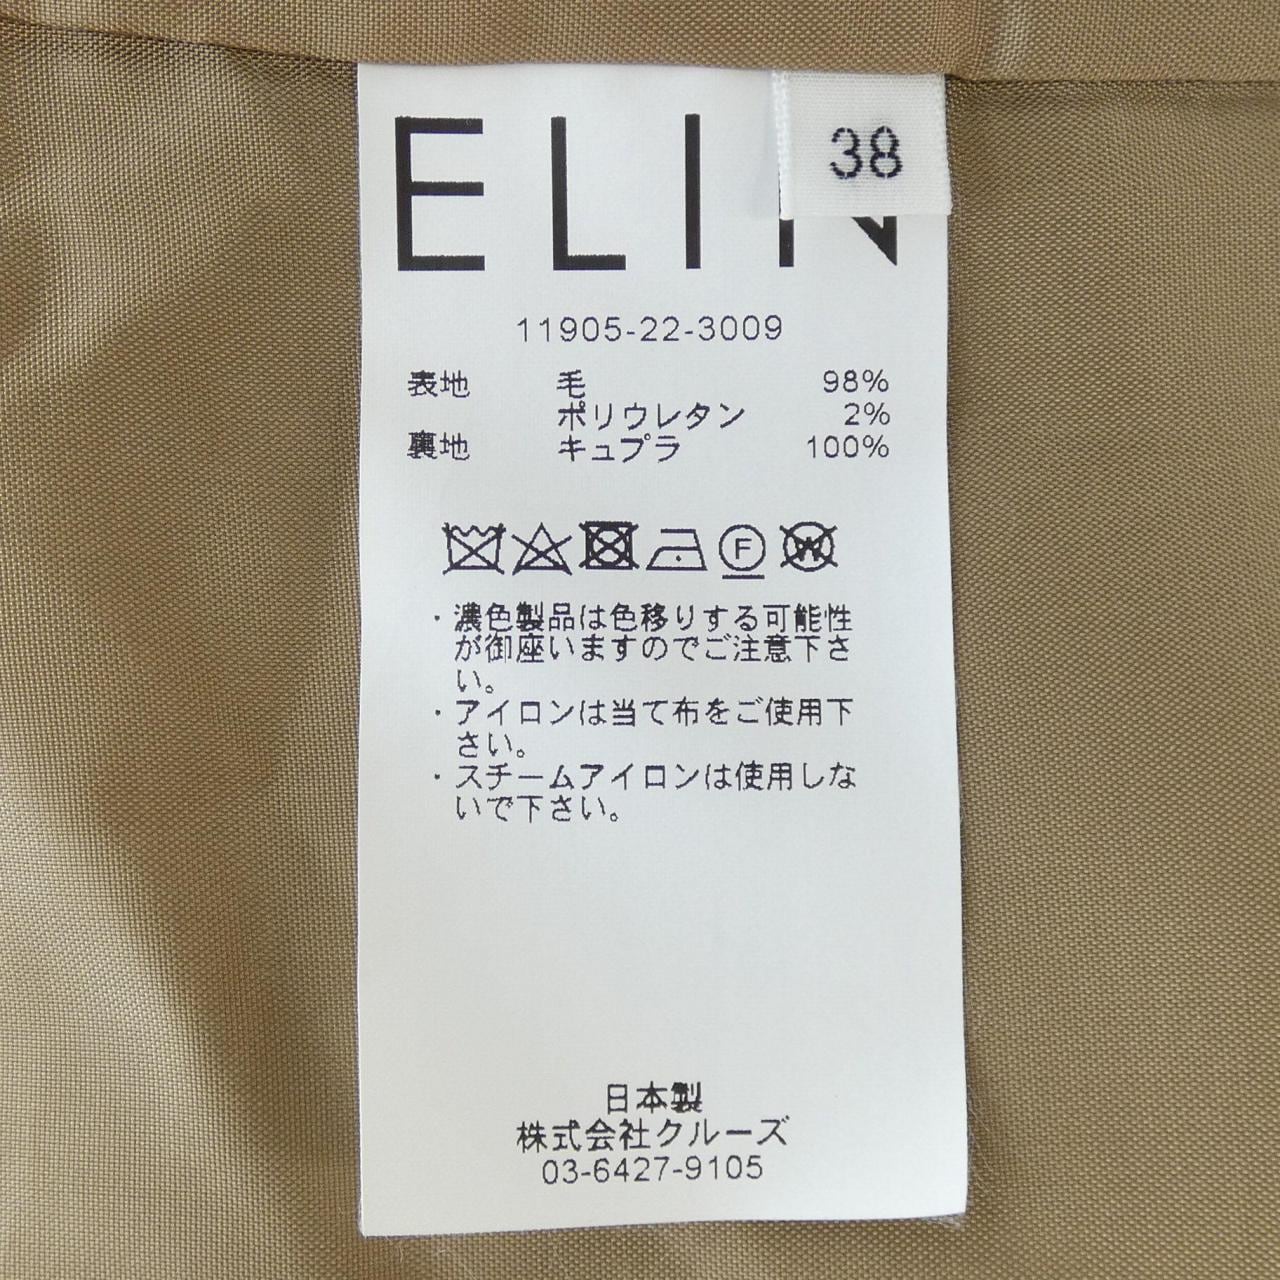 ELIN
38
11905-22-3009
表地 毛 98%
ポリウレタン 2%
裏地 キュプラ 100%
F W
・濃色製品は色移りする可能性
が御座いますのでご注意下さ
い。
・アイロンは当て布をご使用下
さい。
・スチームアイロンは使用しな
いで下さい。
日本製
株式会社クルーズ
03-6427-9105